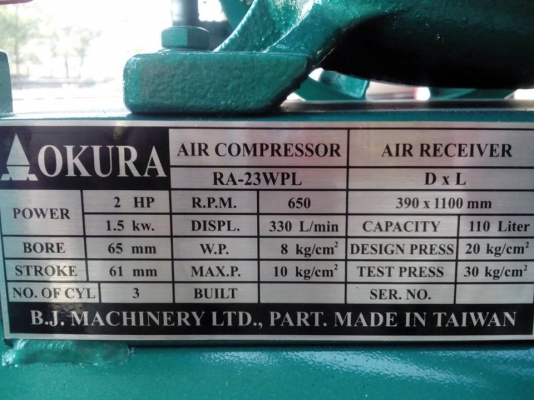 OKURA AIR COMPRESSOR AIR RECEIVER
RA-23WPL D x L
POWER 2 HP R.P.M. 650 390 x 1100 mm
1.5 kw. DISPL. 330 L/min CAPACITY 110 Liter
BORE 65 mm W.P. 8 kg/cm² DESIGN PRESS 20 kg/cm²
STROKE 61 mm MAX.P. 10 kg/cm² TEST PRESS 30 kg/cm²
NO. OF CYL 3 BUILT SER. NO.
B.J. MACHINERY LTD., PART. MADE IN TAIWAN